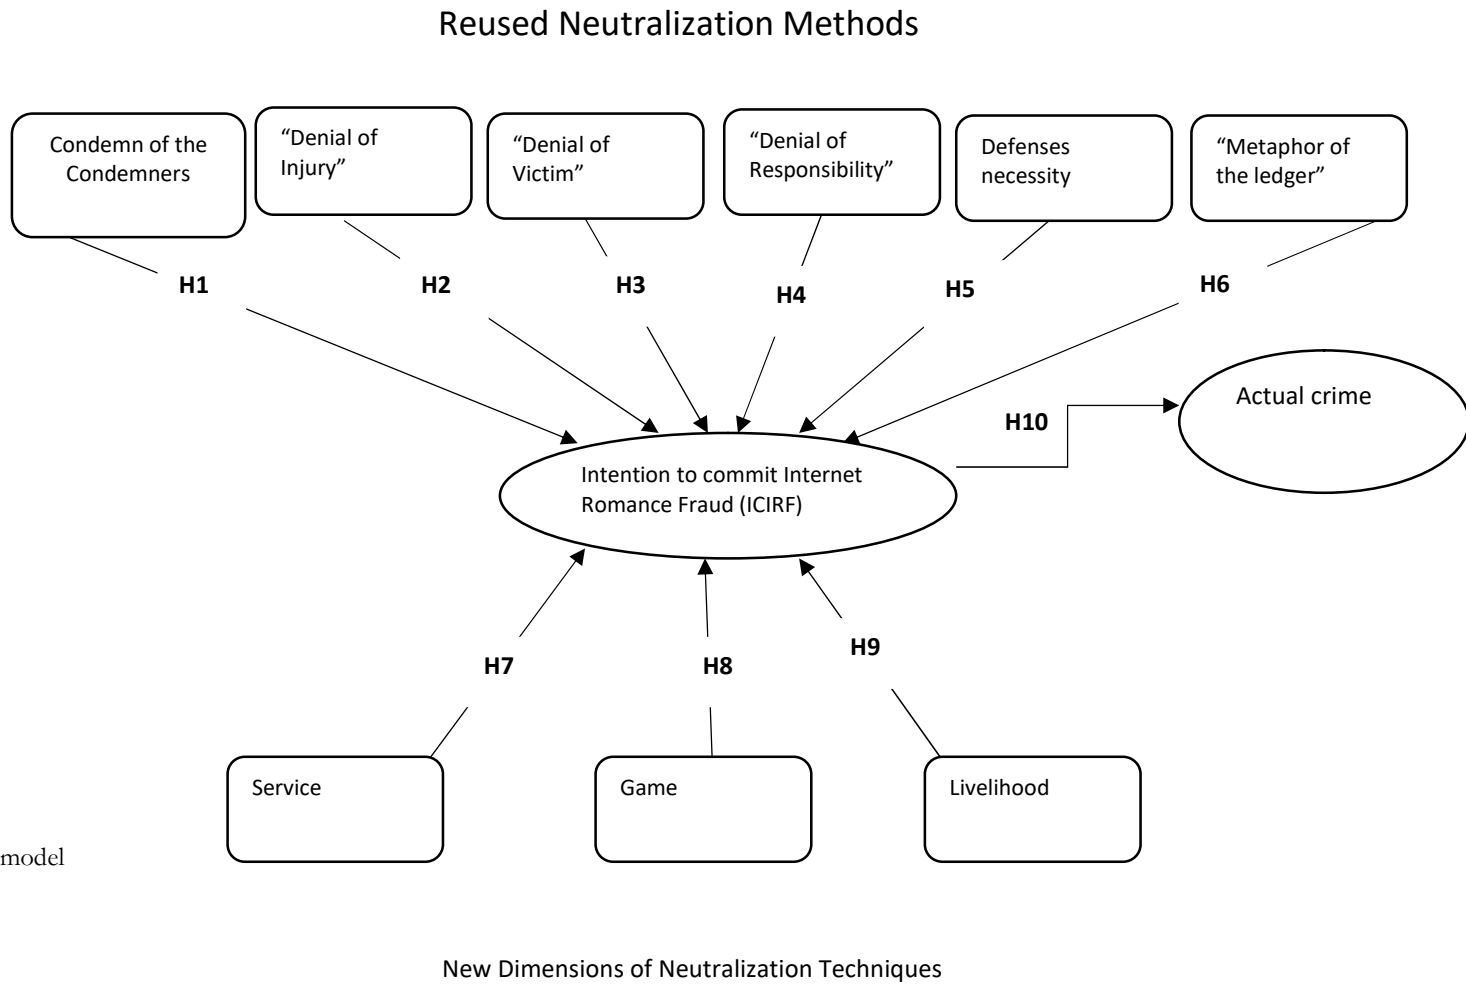 Reused Neutralization Methods
Condemn of the
Condemners
“Denial of
Injury”
“Denial of
Victim”
“Denial of
Responsibility”
Defenses
necessity
“Metaphor of
the ledger”
H1
H2
H3
H4
H5
H6
Actual crime
H10
Intention to commit Internet
Romance Fraud (ICIRF)
H7
H8
H9
Service
Game
Livelihood
model
New Dimensions of Neutralization Techniques